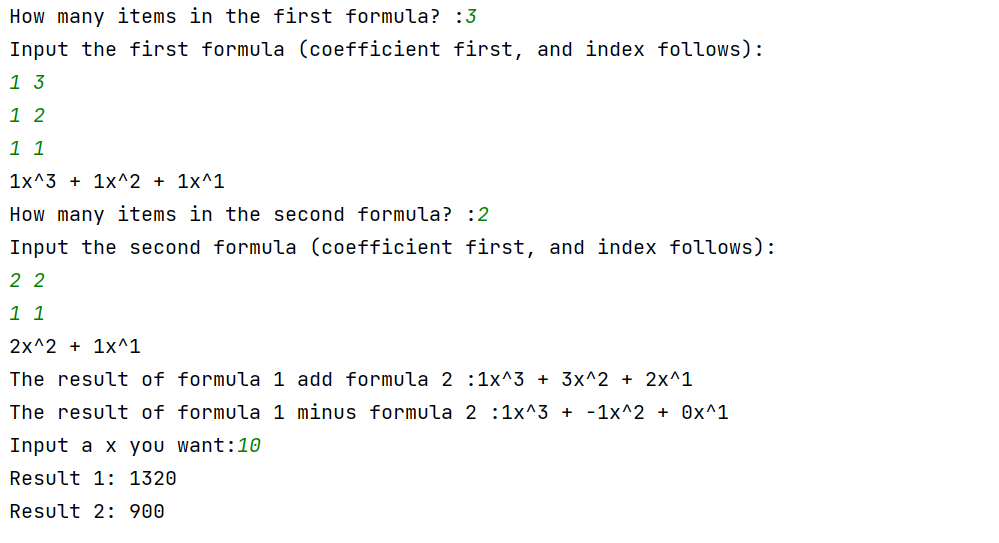 How many items in the first formula? :3
Input the first formula (coefficient first, and index follows):
1 3
1 2
1 1
1x^3 + 1x^2 + 1x^1
How many items in the second formula? :2
Input the second formula (coefficient first, and index follows):
2 2
1 1
2x^2 + 1x^1
The result of formula 1 add formula 2 :1x^3 + 3x^2 + 2x^1
The result of formula 1 minus formula 2 :1x^3 + -1x^2 + 0x^1
Input a x you want:10
Result 1: 1320
Result 2: 900